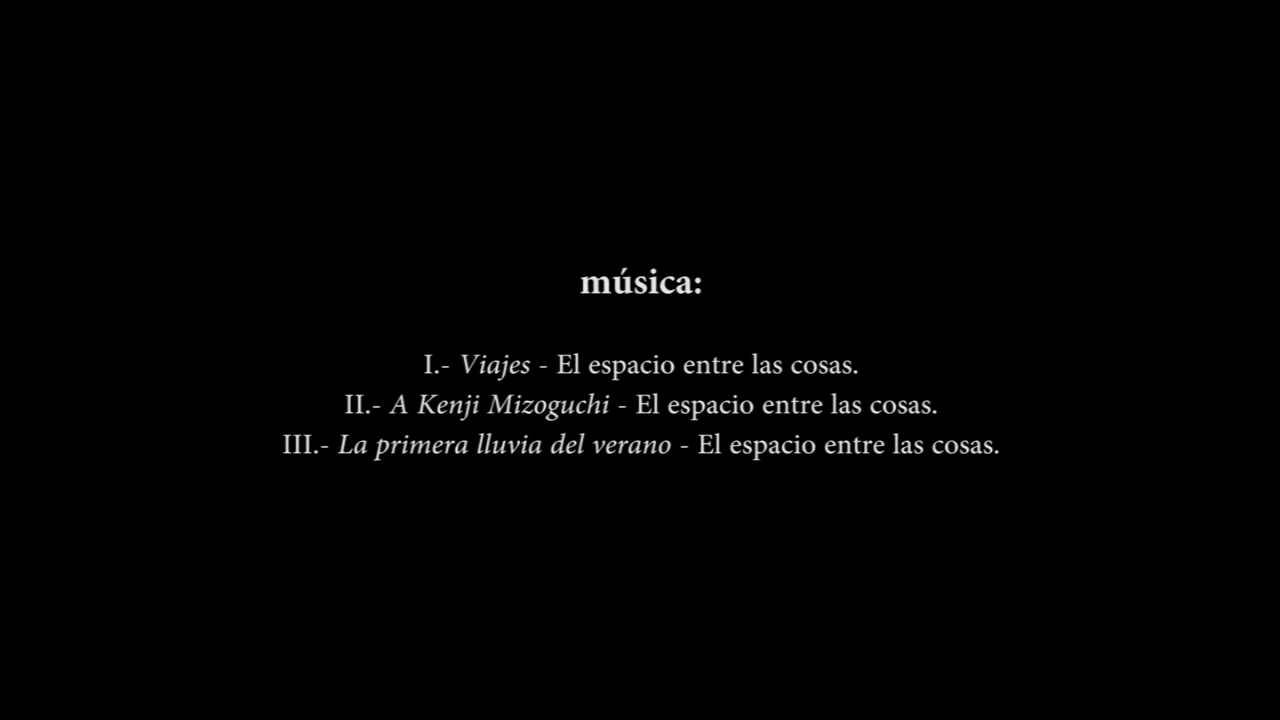 música:
I.- Viajes - El espacio entre las cosas.
II.- A Kenji Mizoguchi - El espacio entre las cosas.
III.- La primera lluvia del verano - El espacio entre las cosas.